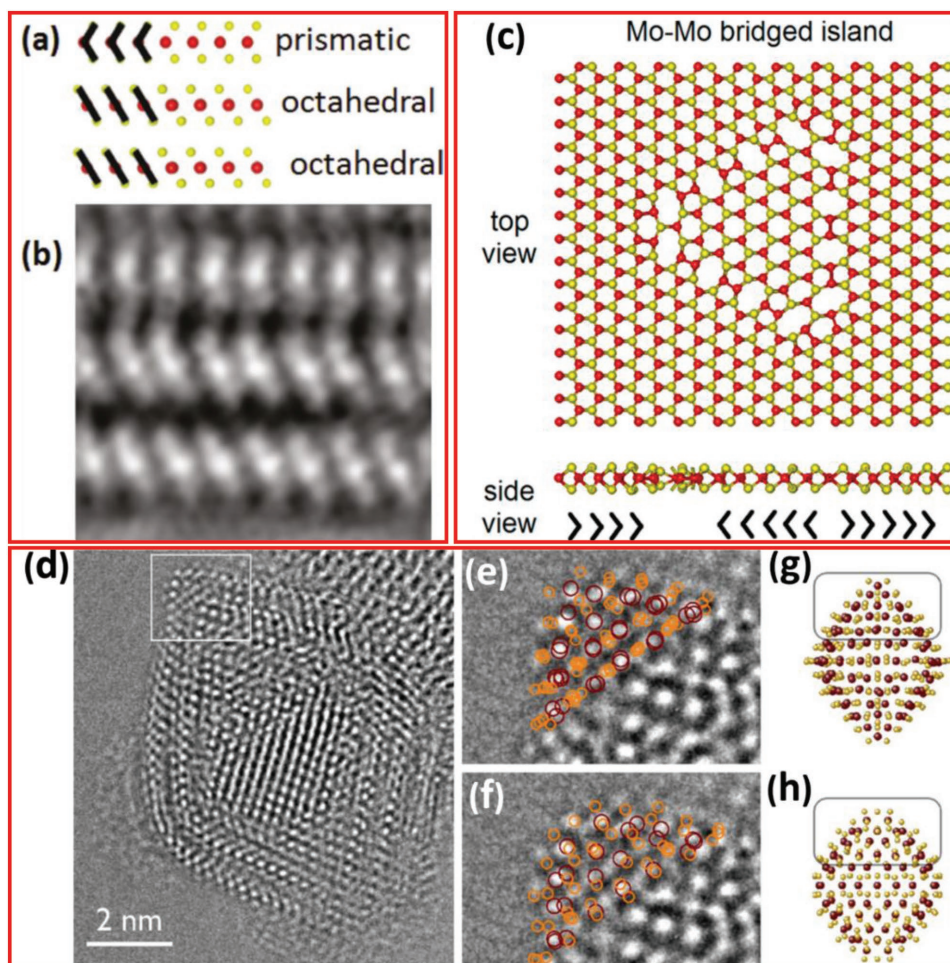 (a)
prismatic
octahedral
octahedral
(b)
(c)
Mo-Mo bridged island
top
view
side
view
(d)
2 nm
(e)
(f)
(g)
(h)